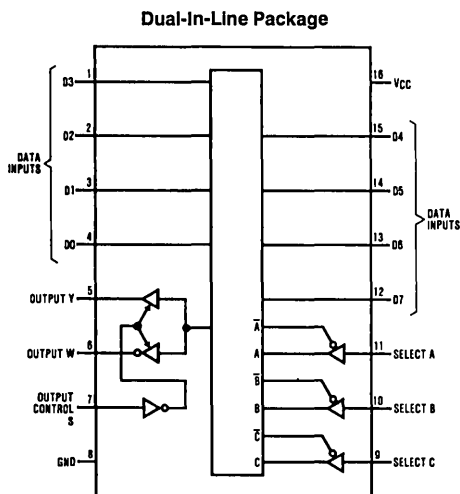 Dual-In-Line Package
D3 1
D2 2
DATA INPUTS
D1 3
D0 4
OUTPUT Y 5
OUTPUT W 6
OUTPUT CONTROL S 7
GND 8
16 VCC
15 D4
14 D5
DATA INPUTS
13 D6
12 D7
A̅
A 11 SELECT A
B̅
B 10 SELECT B
C̅
C 9 SELECT C